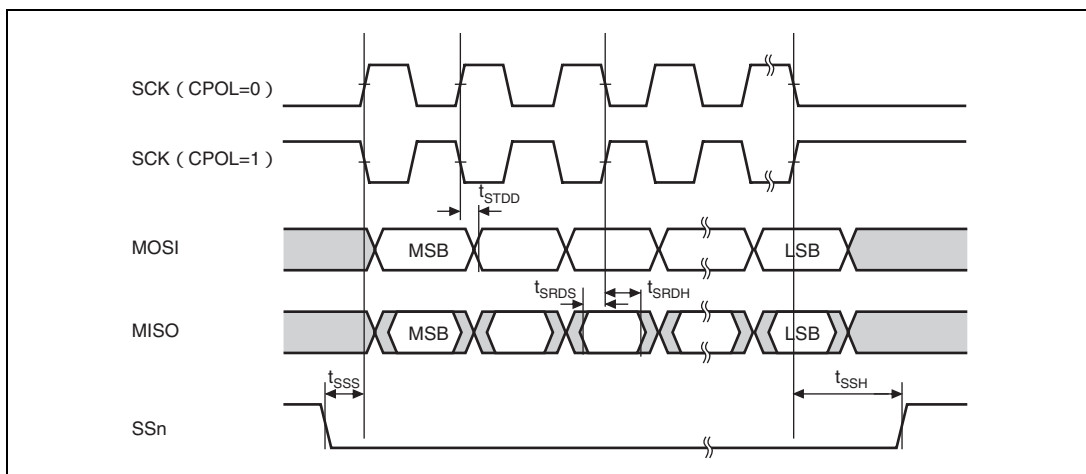 SCK ( CPOL=0 )
SCK ( CPOL=1 )
tSTDD
MOSI
MSB
LSB
tSRDS
tSRDH
MISO
MSB
LSB
tSSS
tSSH
SSn